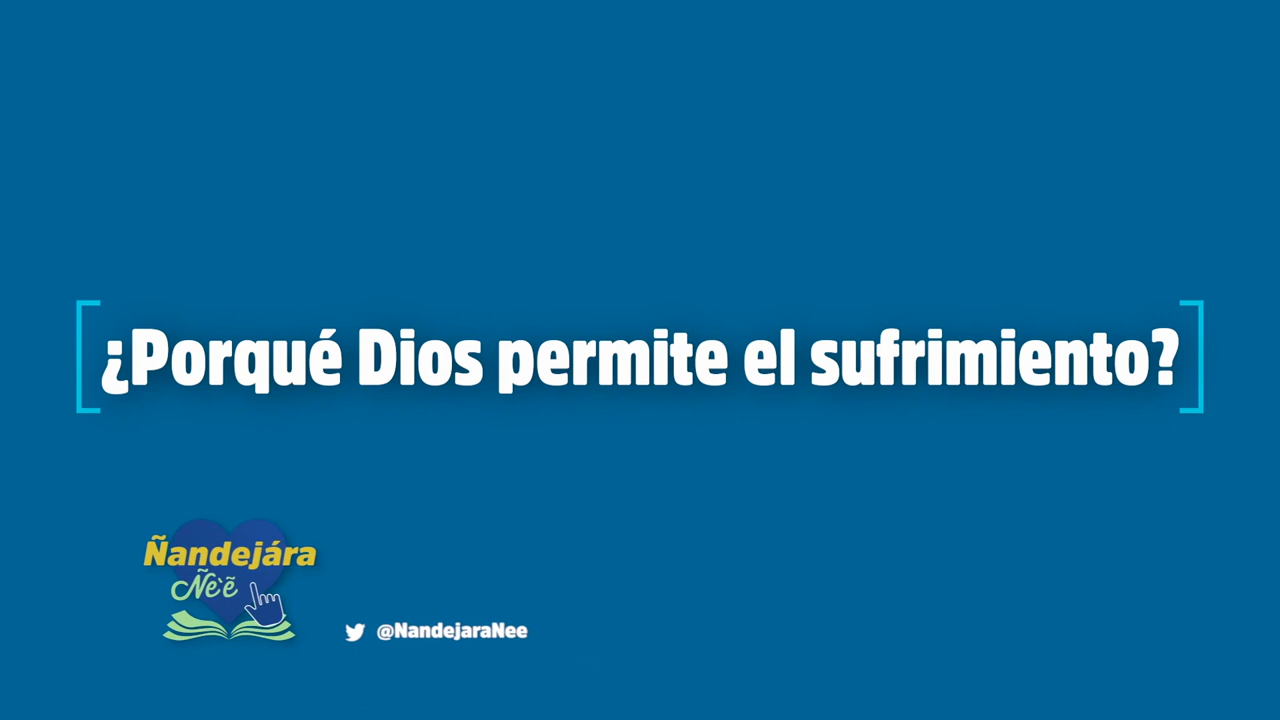 ¿Porqué Dios permite el sufrimiento?
Ñandejára
Ñe'ẽ
@NandejaraNee